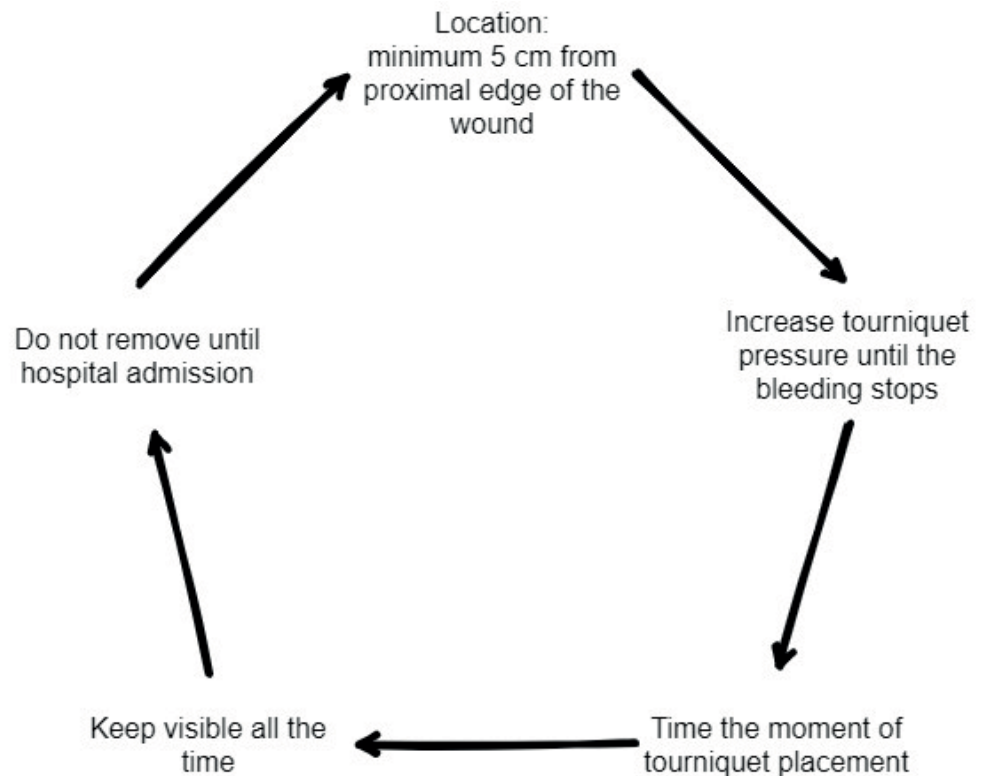 Location:
minimum 5 cm from
proximal edge of the
wound
Increase tourniquet
pressure until the
bleeding stops
Time the moment of
tourniquet placement
Keep visible all the
time
Do not remove until
hospital admission